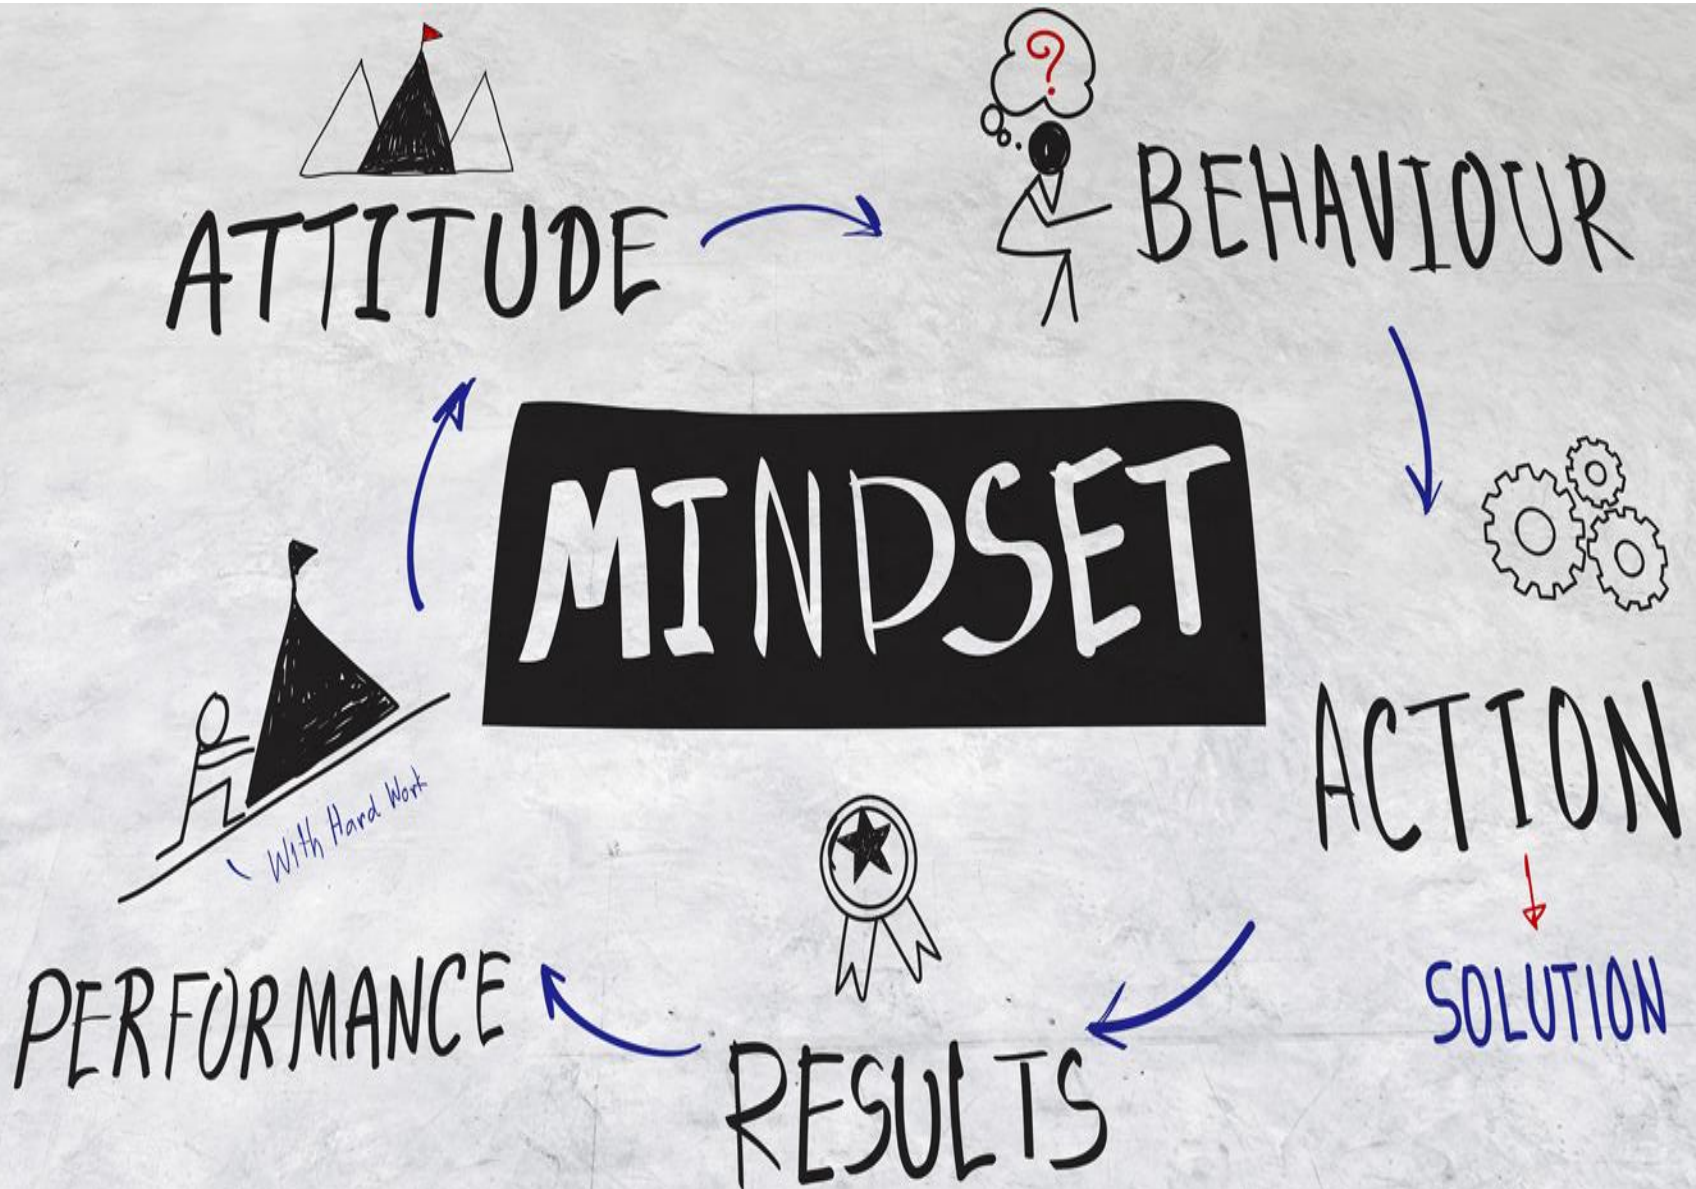 ?
ATTITUDE
BEHAVIOUR
MINDSET
ACTION
With Hard Work
SOLUTION
PERFORMANCE
RESULTS